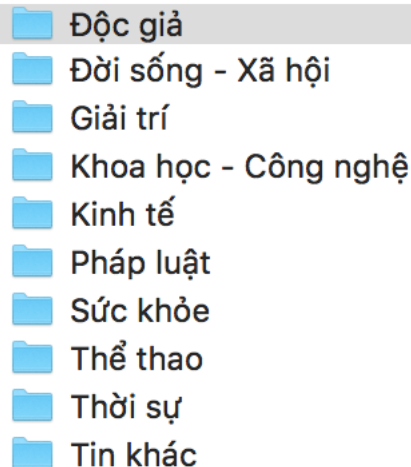 Độc giả
Đời sống - Xã hội
Giải trí
Khoa học - Công nghệ
Kinh tế
Pháp luật
Sức khỏe
Thể thao
Thời sự
Tin khác